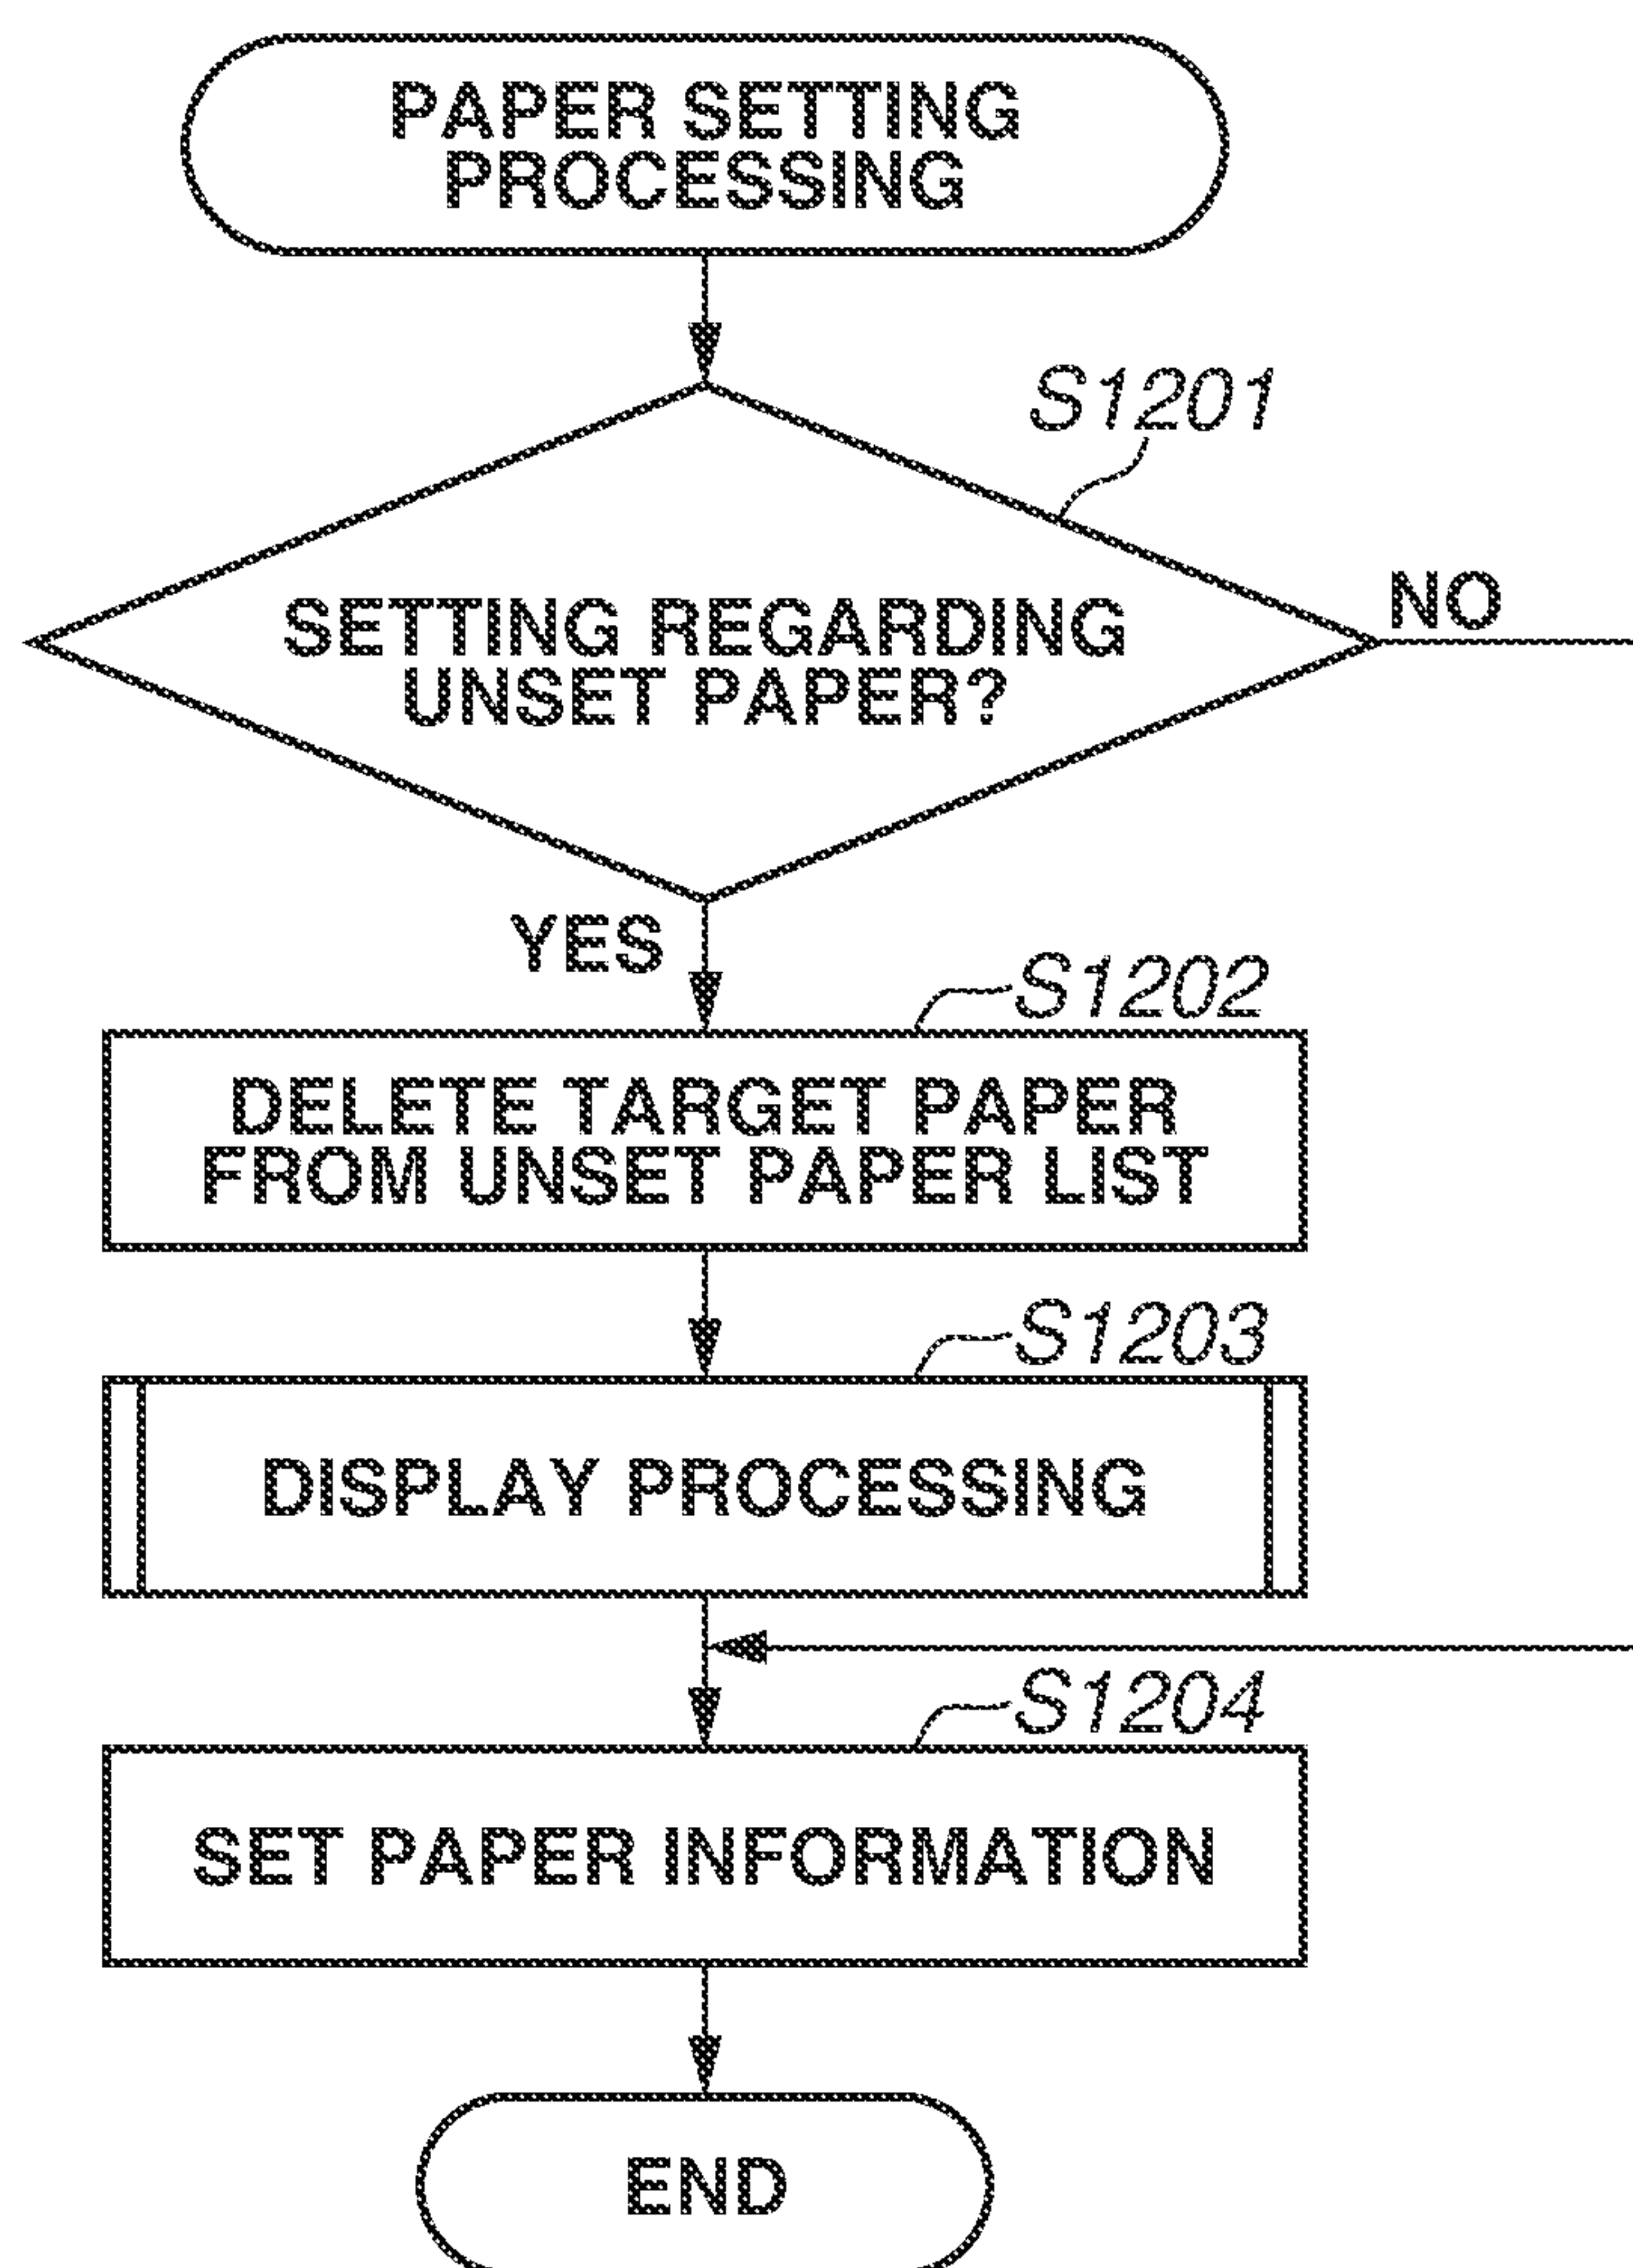 PAPER SETTING
PROCESSING
S1201
SETTING REGARDING
UNSET PAPER?
NO
YES
S1202
DELETE TARGET PAPER
FROM UNSET PAPER LIST
S1203
DISPLAY PROCESSING
S1204
SET PAPER INFORMATION
END